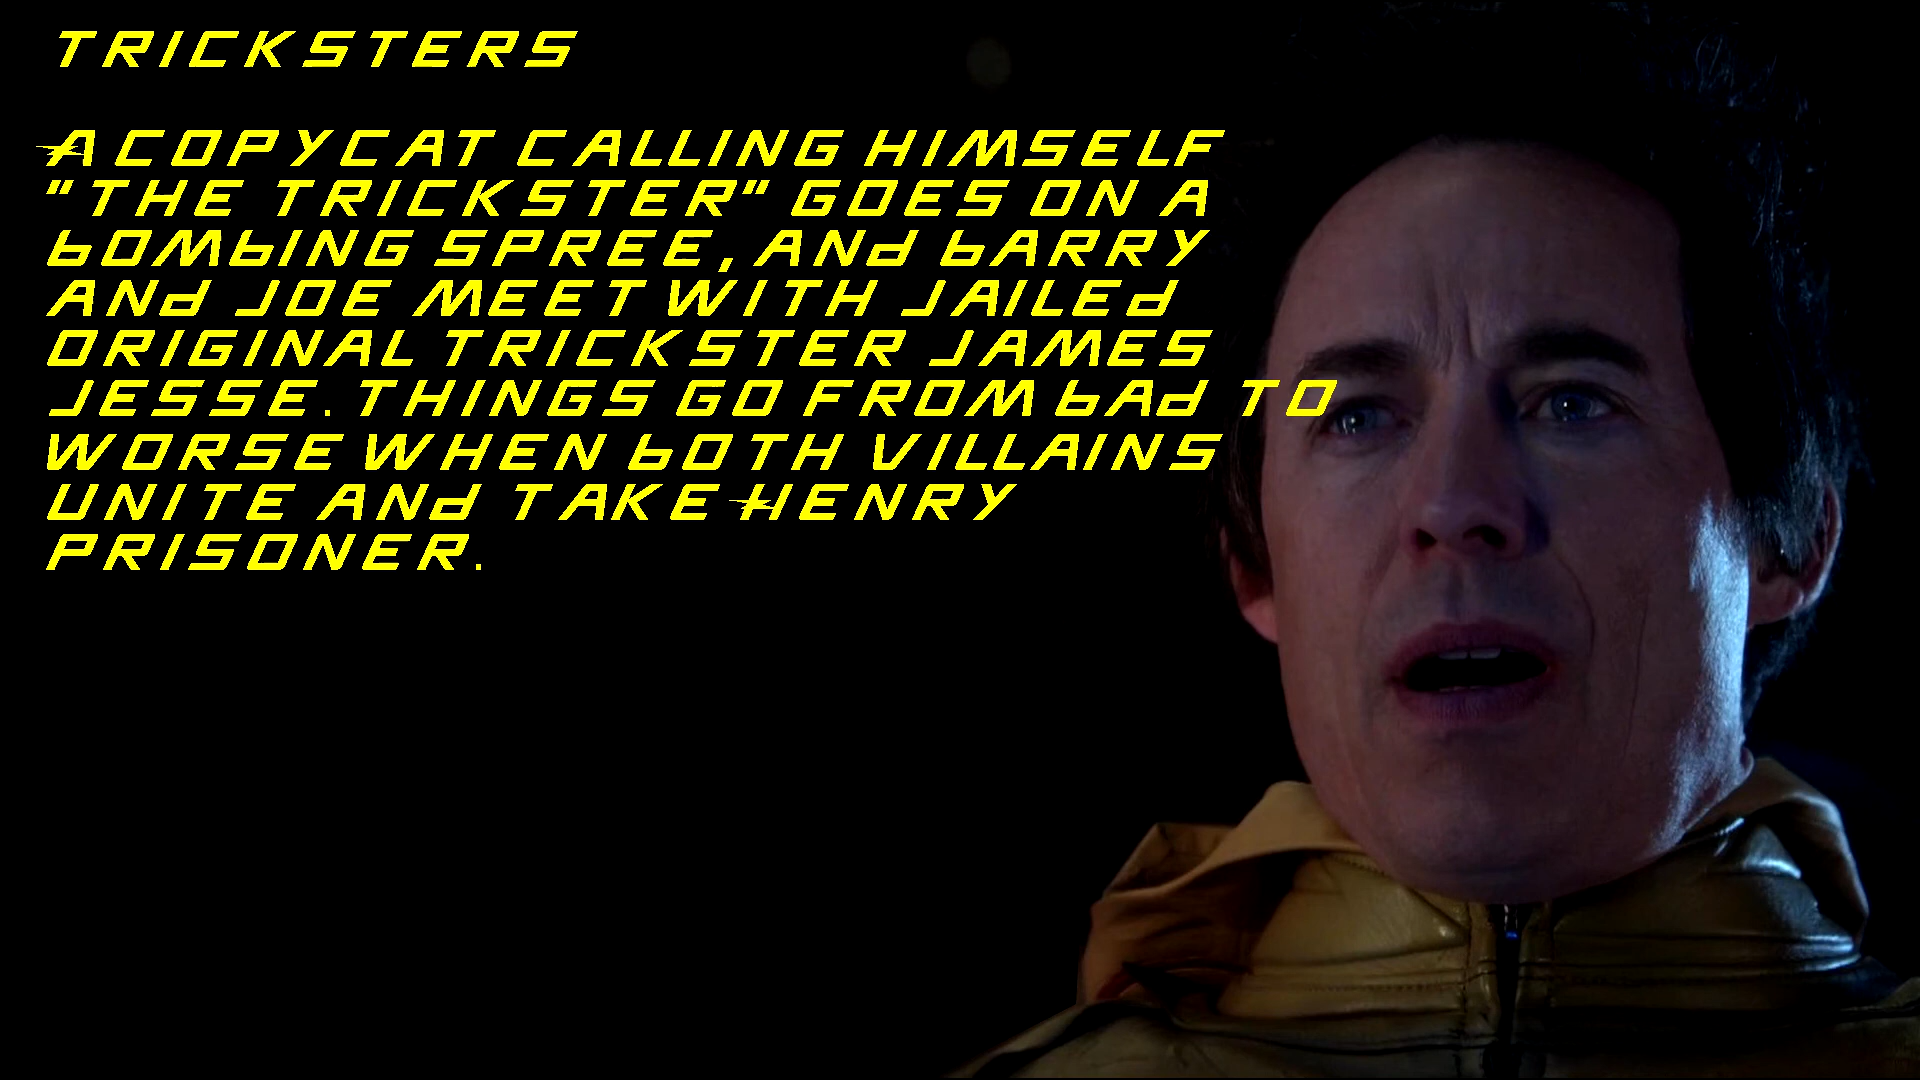 TRICKSTERS
A COPYCAT CALLING HIMSELF
"THE TRICKSTER" GOES ON A
bOMbING SPREE, ANd bARRY
ANd JOE MEET WITH JAILEd
ORIGINAL TRICKSTER JAMES
JESSE. THINGS GO FROM bAd TO
WORSE WHEN bOTH VILLAINS
UNITE ANd TAKE HENRY
PRISONER.